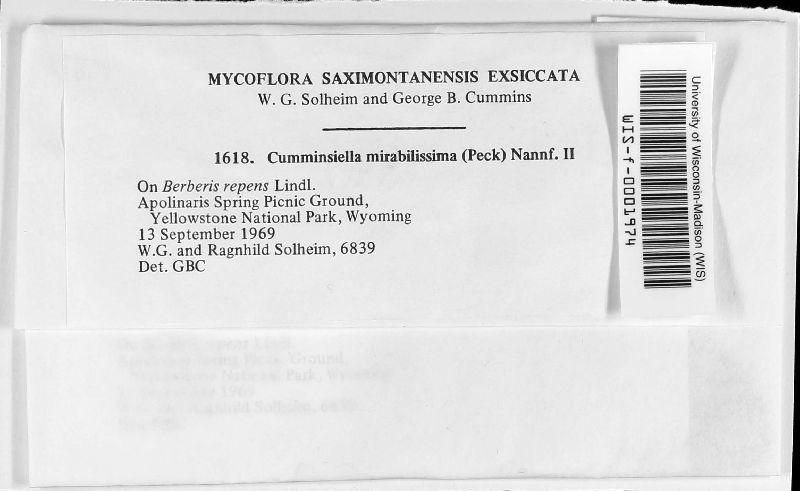 MYCOFLORA SAXIMONTANENSIS EXSICCATA
W. G. Solheim and George B. Cummins
1618. Cumminsiella mirabilissima (Peck) Nannf. II
On Berberis repens Lindl.
Apolinaris Spring Picnic Ground,
Yellowstone National Park, Wyoming
13 September 1969
W.G. and Ragnhild Solheim, 6839
Det. GBC
University of Wisconsin-Madison (WIS)
WIS-f-0001974